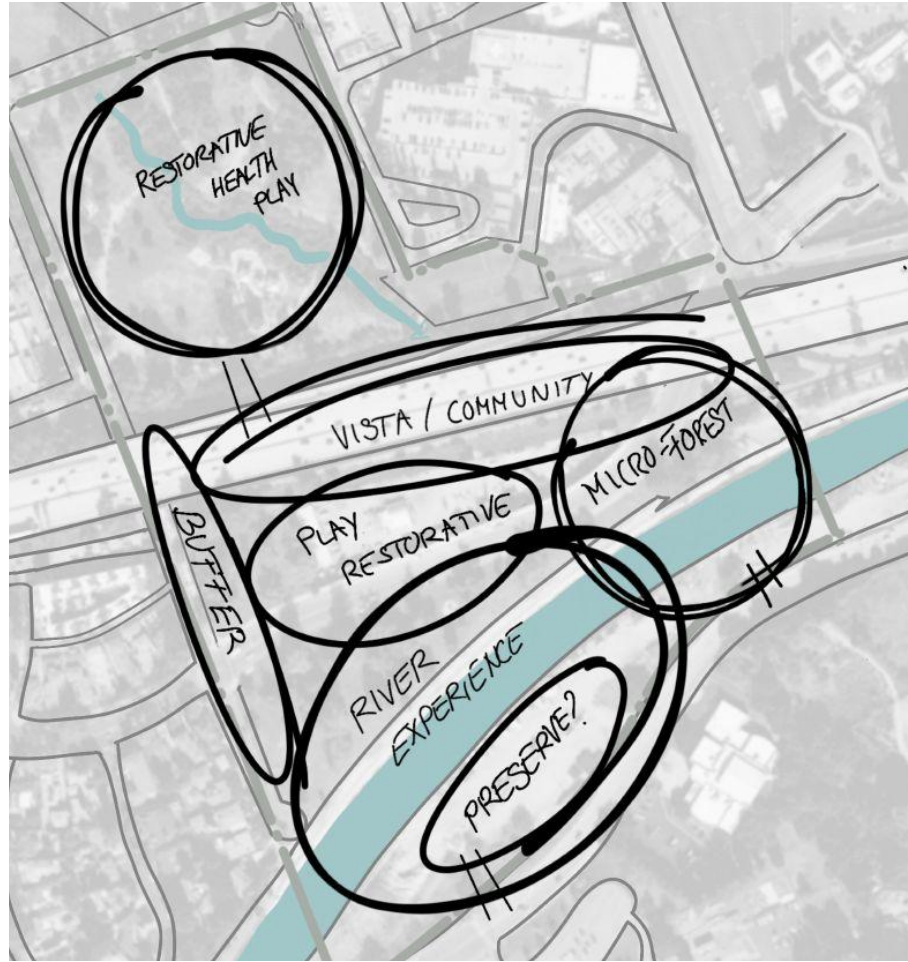 RESTORATIVE
HEALTH
PLAY
VISTA / COMMUNITY
MICRO-FOREST
BUFFER
PLAY
RESTORATIVE
RIVER
EXPERIENCE
PRESERVE?